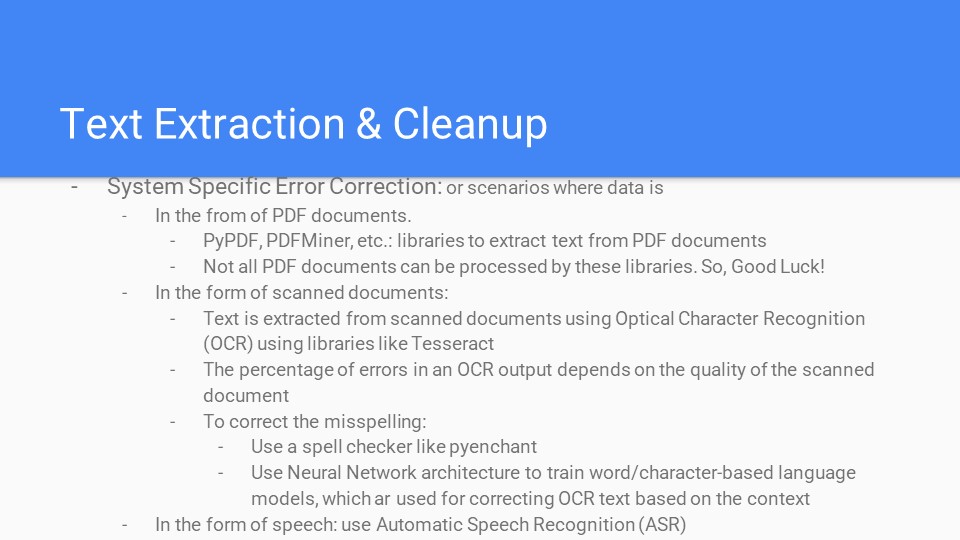 Text Extraction & Cleanup
- System Specific Error Correction: or scenarios where data is
- In the from of PDF documents.
- PyPDF, PDFMiner, etc.: libraries to extract text from PDF documents
- Not all PDF documents can be processed by these libraries. So, Good Luck!
- In the form of scanned documents:
- Text is extracted from scanned documents using Optical Character Recognition
(OCR) using libraries like Tesseract
- The percentage of errors in an OCR output depends on the quality of the scanned
document
- To correct the misspelling:
- Use a spell checker like pyenchant
- Use Neural Network architecture to train word/character-based language
models, which ar used for correcting OCR text based on the context
- In the form of speech: use Automatic Speech Recognition (ASR)